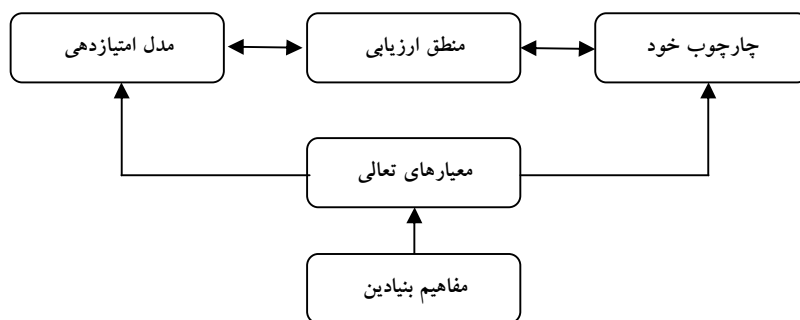 چارچوب خود
منطق ارزیابی
مدل امتیازدهی
معیارهای تعالی
مفاهیم بنیادین